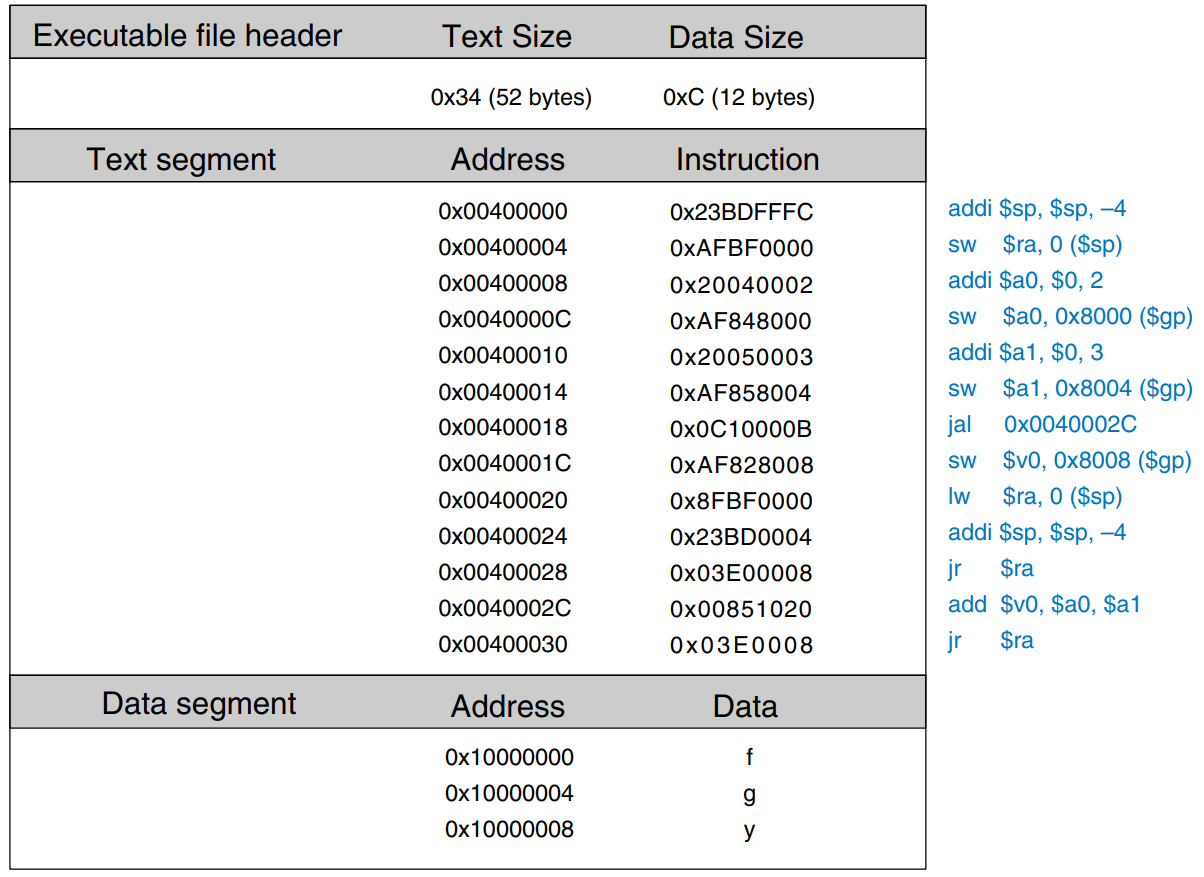 Executable file header Text Size Data Size
0x34 (52 bytes) 0xC (12 bytes)
Text segment Address Instruction
0x00400000 0x23BDFFFC addi $sp, $sp, –4
0x00400004 0xAFBF0000 sw $ra, 0 ($sp)
0x00400008 0x20040002 addi $a0, $0, 2
0x0040000C 0xAF848000 sw $a0, 0x8000 ($gp)
0x00400010 0x20050003 addi $a1, $0, 3
0x00400014 0xAF858004 sw $a1, 0x8004 ($gp)
0x00400018 0x0C10000B jal 0x0040002C
0x0040001C 0xAF828008 sw $v0, 0x8008 ($gp)
0x00400020 0x8FBF0000 lw $ra, 0 ($sp)
0x00400024 0x23BD0004 addi $sp, $sp, –4
0x00400028 0x03E00008 jr $ra
0x0040002C 0x00851020 add $v0, $a0, $a1
0x00400030 0x03E0008 jr $ra
Data segment Address Data
0x10000000 f
0x10000004 g
0x10000008 y